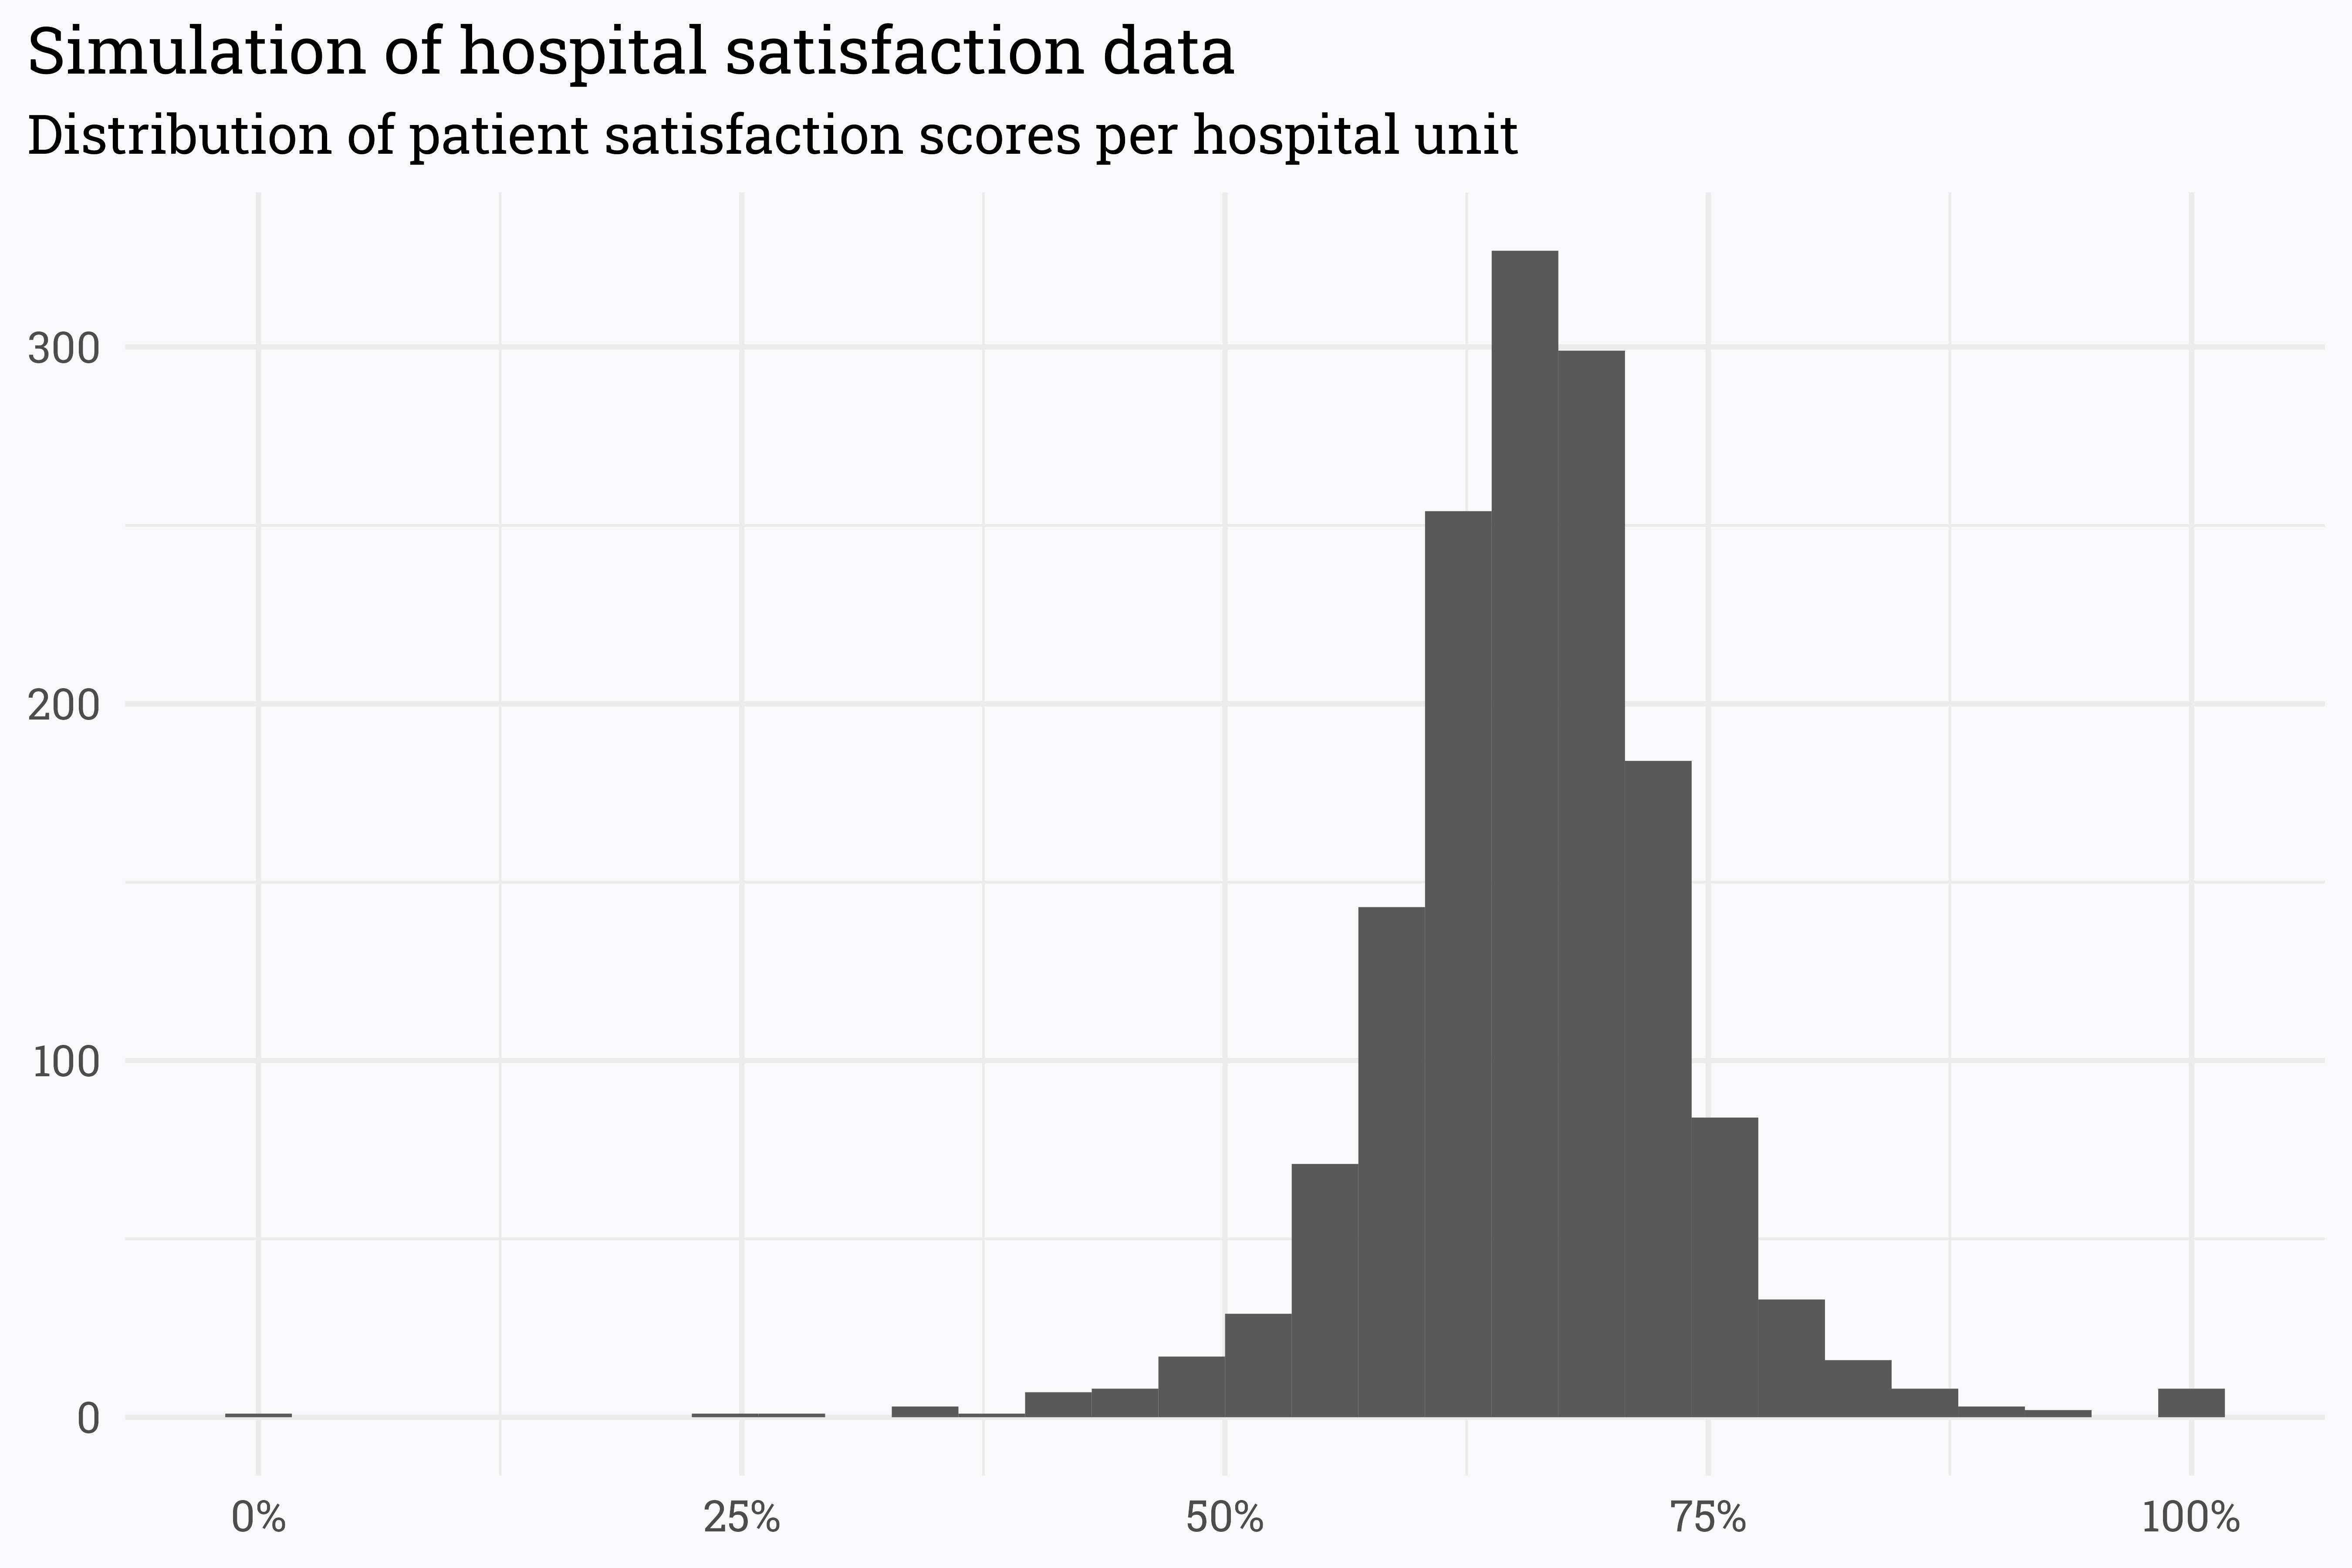 Simulation of hospital satisfaction data
Distribution of patient satisfaction scores per hospital unit
300
200
100
0
0% 25% 50% 75% 100%